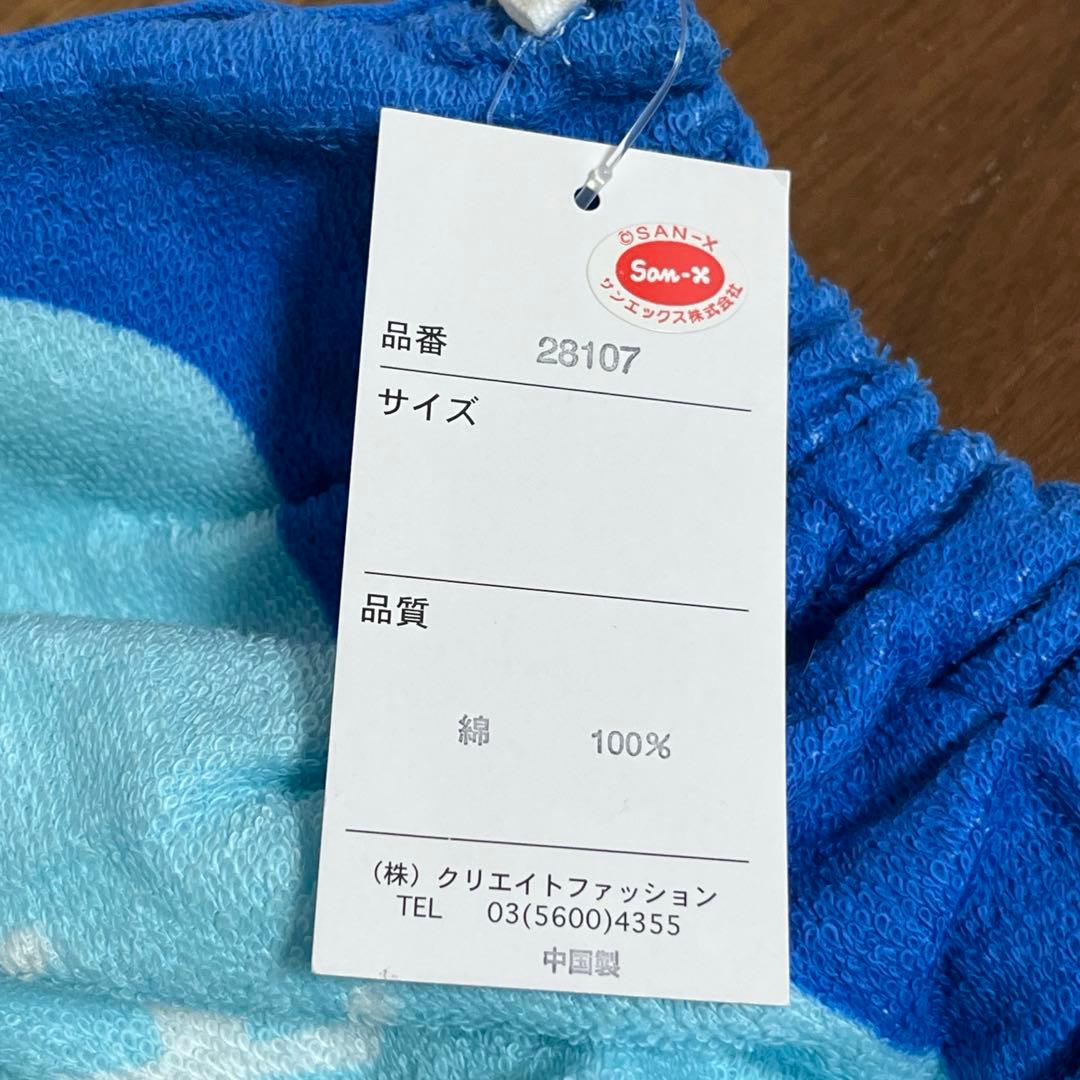 ©SAN-X
San-X
サンエックス株式会社
品番 28107
サイズ
品質
綿 100%
(株)クリエイトファッション
TEL 03(5600)4355
中国製